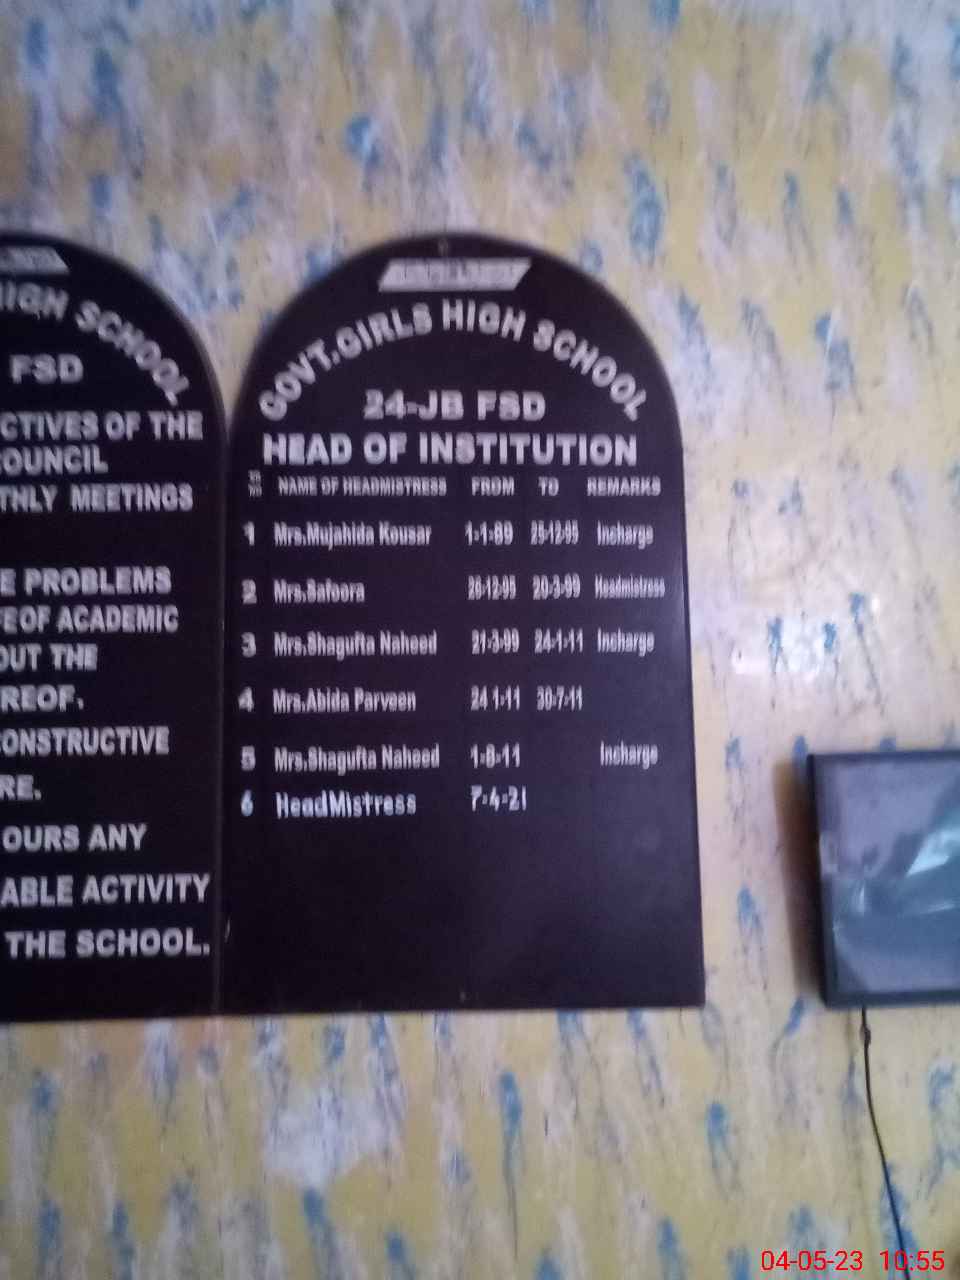 HIGH SCHOOL
FSD
CTIVES OF THE
COUNCIL
THLY MEETINGS
E PROBLEMS
FEOF ACADEMIC
OUT THE
REOF.
CONSTRUCTIVE
RE.
OURS ANY
ABLE ACTIVITY
THE SCHOOL.
GOVT.GIRLS HIGH SCHOOL
24-JB FSD
HEAD OF INSTITUTION
NAME OF HEADMISTRESS FROM TO REMARKS
1 Mrs.Mujahida Kousar 1-1-89 25-12-95 Incharge
2 Mrs.Safoora 26-12-95 20-3-99 Headmistress
3 Mrs.Shagufta Naheed 21-3-99 24-1-11 Incharge
4 Mrs.Abida Parveen 24 1-11 30-7-11
5 Mrs.Shagufta Naheed 1-8-11 Incharge
6 HeadMistress 7-4-21
04-05-23 10:55